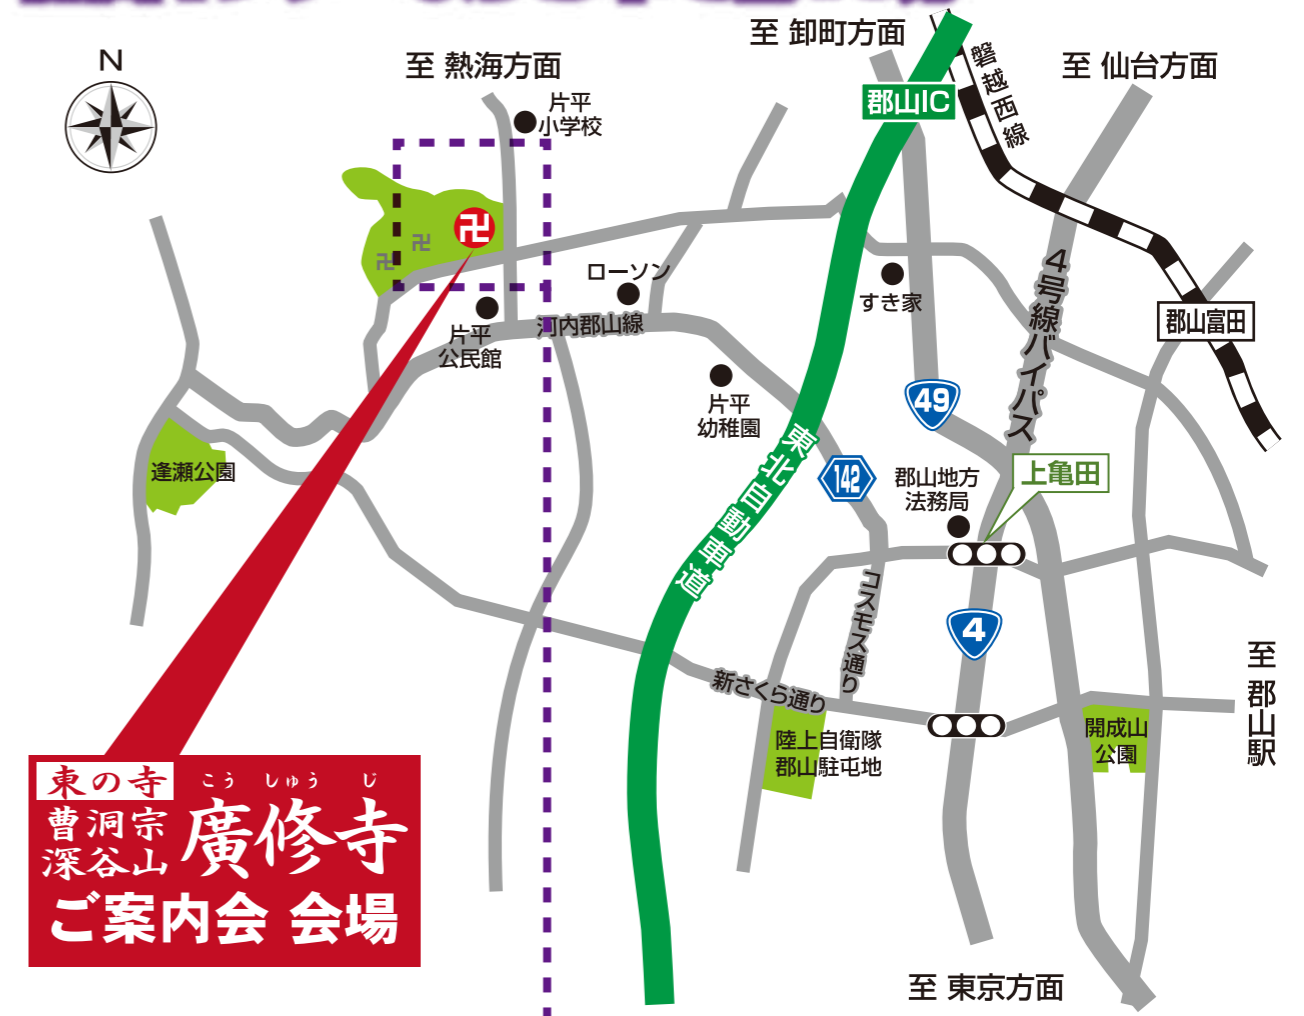 至 卸町方面
N
至 熱海方面
至 仙台方面
磐越西線
郡山IC
片平
小学校
卍
卍
卍
ローソン
すき家
4号線バイパス
郡山富田
片平
公民館
河内郡山線
49
片平
幼稚園
逢瀬公園
東北自動車道
142
郡山地方
法務局
上亀田
コスモス通り
4
新さくら通り
至 郡山駅
陸上自衛隊
郡山駐屯地
開成山
公園
東の寺
こう しゅう じ
曹洞宗
深谷山
廣修寺
ご案内会 会場
至 東京方面